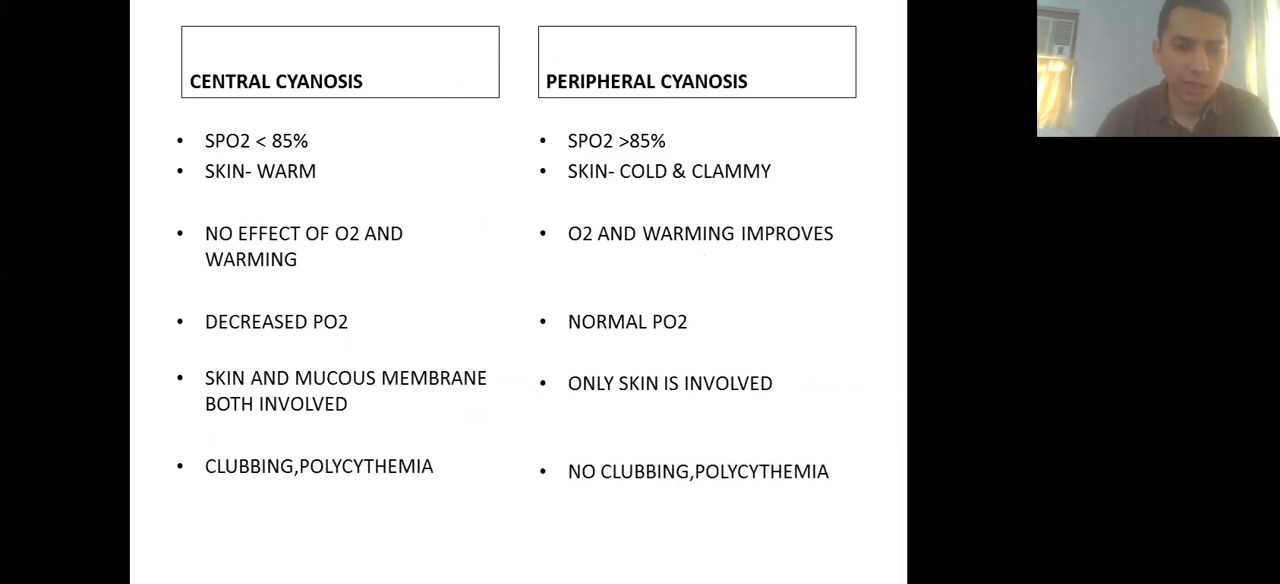 CENTRAL CYANOSIS
SPO2 < 85%
SKIN- WARM
NO EFFECT OF O2 AND
WARMING
DECREASED PO2
SKIN AND MUCOUS MEMBRANE
BOTH INVOLVED
CLUBBING,POLYCYTHEMIA
PERIPHERAL CYANOSIS
SPO2 >85%
SKIN- COLD & CLAMMY
O2 AND WARMING IMPROVES
NORMAL PO2
ONLY SKIN IS INVOLVED
NO CLUBBING,POLYCYTHEMIA